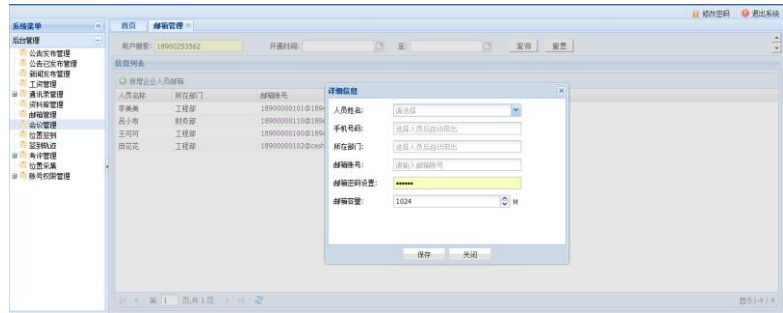 修改密码 退出系统
系统菜单 首页 邮箱管理
后台管理
用户搜索: 18900253562 开通时间: 至: 查询 重置
公告发布管理
公告已发布管理
新闻发布管理
工资管理
通讯录管理
资料库管理
邮箱管理
会议管理
位置签到
签到轨迹
考评管理
位置采集
账号权限管理
信息列表
新增企业人员邮箱
人员名称 所在部门 邮箱账号
李美美 工程部 18900000101@189
吕小布 财务部 18900000110@189
王可可 工程部 18900000100@189
田花花 工程部 18900000102@cesh
详细信息
人员姓名: 请选择
手机号码: 选择人员后自动带出
所在部门: 选择人员后自动带出
邮箱账号: 请输入邮箱账号
邮箱密码设置: ••••••
邮箱容量: 1024 M
保存 关闭
第 1 页,共 1 页
显示1-4 / 4